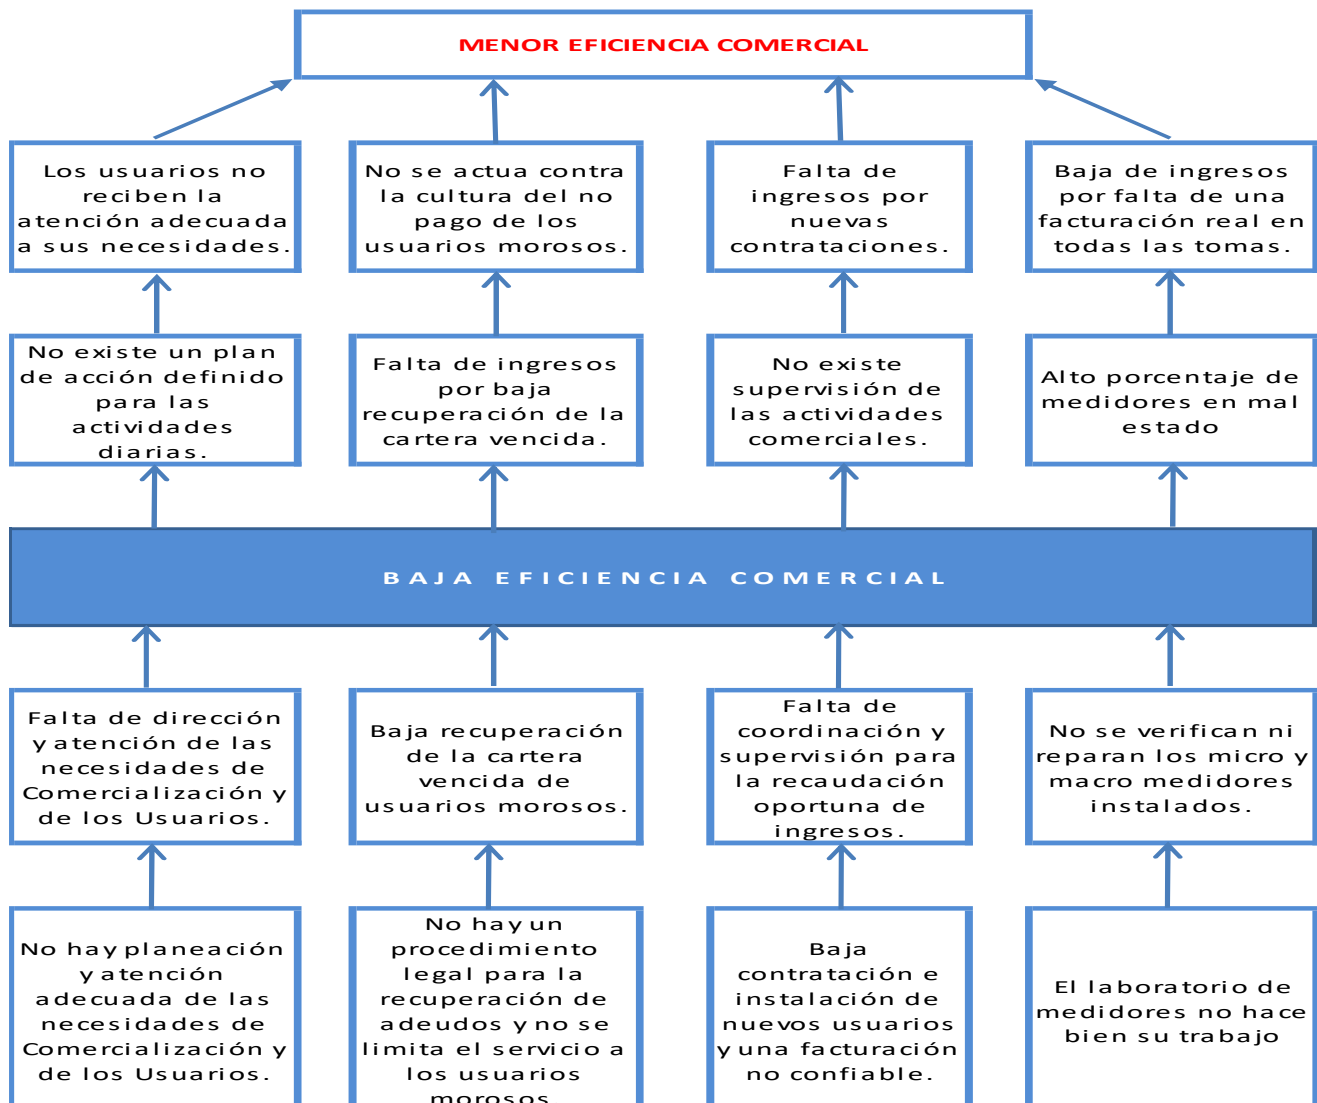 MENOR EFICIENCIA COMERCIAL
Los usuarios no
reciben la
atención adecuada
a sus necesidades.
No se actua contra
la cultura del no
pago de los
usuarios morosos.
Falta de
ingresos por
nuevas
contrataciones.
Baja de ingresos
por falta de una
facturación real en
todas las tomas.
No existe un plan
de acción definido
para las
actividades
diarias.
Falta de ingresos
por baja
recuperación de la
cartera vencida.
No existe
supervisión de
las actividades
comerciales.
Alto porcentaje de
medidores en mal
estado
BAJA EFICIENCIA COMERCIAL
Falta de dirección
y atención de las
necesidades de
Comercialización y
de los Usuarios.
Baja recuperación
de la cartera
vencida de
usuarios morosos.
Falta de
coordinación y
supervisión para
la recaudación
oportuna de
ingresos.
No se verifican ni
reparan los micro y
macro medidores
instalados.
No hay planeación
y atención
adecuada de las
necesidades de
Comercialización y
de los Usuarios.
No hay un
procedimiento
legal para la
recuperación de
adeudos y no se
limita el servicio a
los usuarios
morosos
Baja
contratación e
instalación de
nuevos usuarios
y una facturación
no confiable.
El laboratorio de
medidores no hace
bien su trabajo